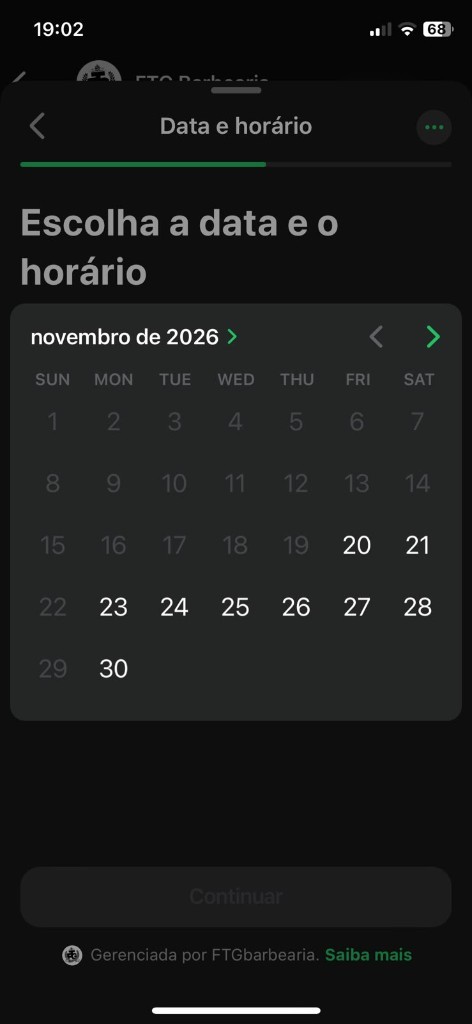 19:02
68
FTG Barbearia
Data e horário
Escolha a data e o
horário
novembro de 2026
SUN MON TUE WED THU FRI SAT
1 2 3 4 5 6 7
8 9 10 11 12 13 14
15 16 17 18 19 20 21
22 23 24 25 26 27 28
29 30
Continuar
Gerenciada por FTGbarbearia. Saiba mais